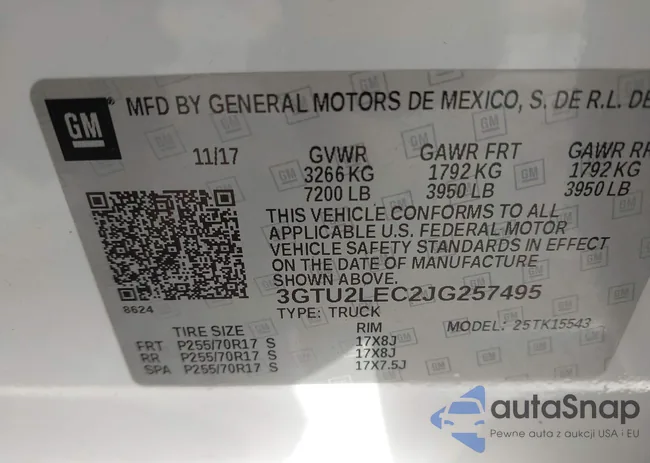 GM
MFD BY GENERAL MOTORS DE MEXICO, S. DE R.L. DE
11/17
GVWR GAWR FRT GAWR RR
3266 KG 1792 KG 1792 KG
7200 LB 3950 LB 3950 LB
THIS VEHICLE CONFORMS TO ALL
APPLICABLE U.S. FEDERAL MOTOR
VEHICLE SAFETY STANDARDS IN EFFECT
ON THE DATE OF MANUFACTURE
SHOWN ABOVE.
8624
3GTU2LEC2JG257495
TYPE: TRUCK MODEL: 25TK15543
TIRE SIZE RIM
FRT P255/70R17 S 17X8J
RR P255/70R17 S 17X8J
SPA P255/70R17 S 17X7.5J
autaSnap
Pewne auta z aukcji USA i EU